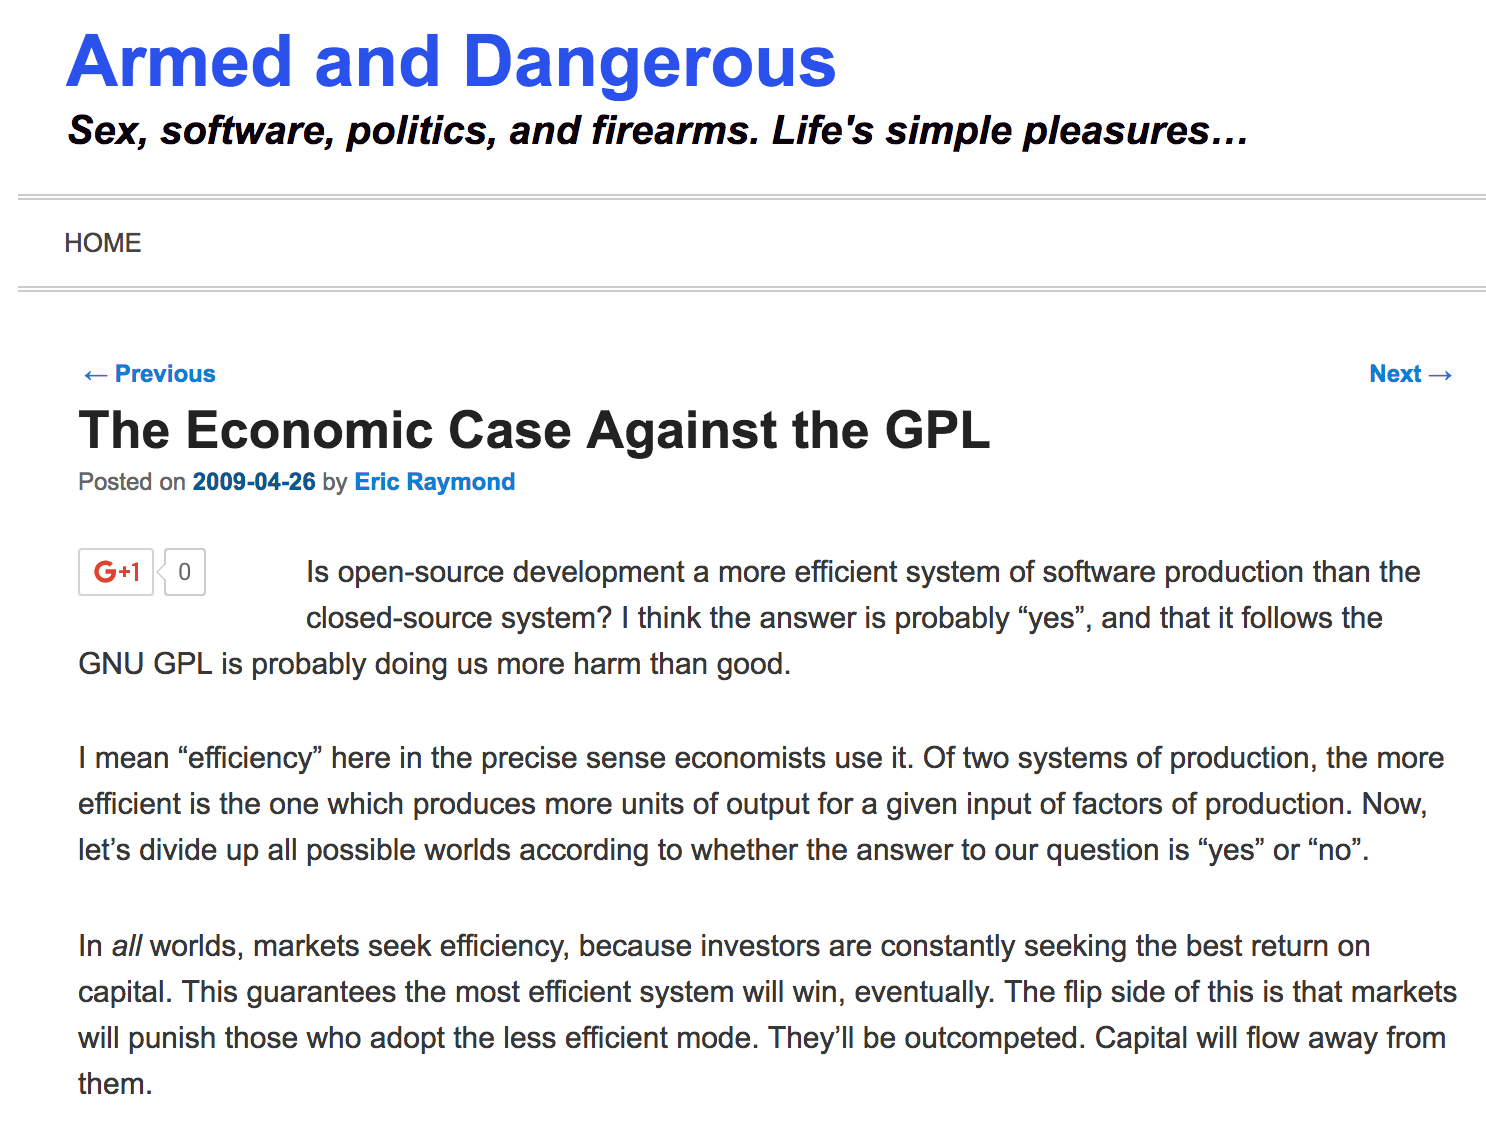 Armed and Dangerous
Sex, software, politics, and firearms. Life's simple pleasures…
HOME
← Previous
Next →
The Economic Case Against the GPL
Posted on 2009-04-26 by Eric Raymond
G+1
0
Is open-source development a more efficient system of software production than the
closed-source system? I think the answer is probably “yes”, and that it follows the
GNU GPL is probably doing us more harm than good.
I mean “efficiency” here in the precise sense economists use it. Of two systems of production, the more
efficient is the one which produces more units of output for a given input of factors of production. Now,
let’s divide up all possible worlds according to whether the answer to our question is “yes” or “no”.
In all worlds, markets seek efficiency, because investors are constantly seeking the best return on
capital. This guarantees the most efficient system will win, eventually. The flip side of this is that markets
will punish those who adopt the less efficient mode. They’ll be outcompeted. Capital will flow away from
them.